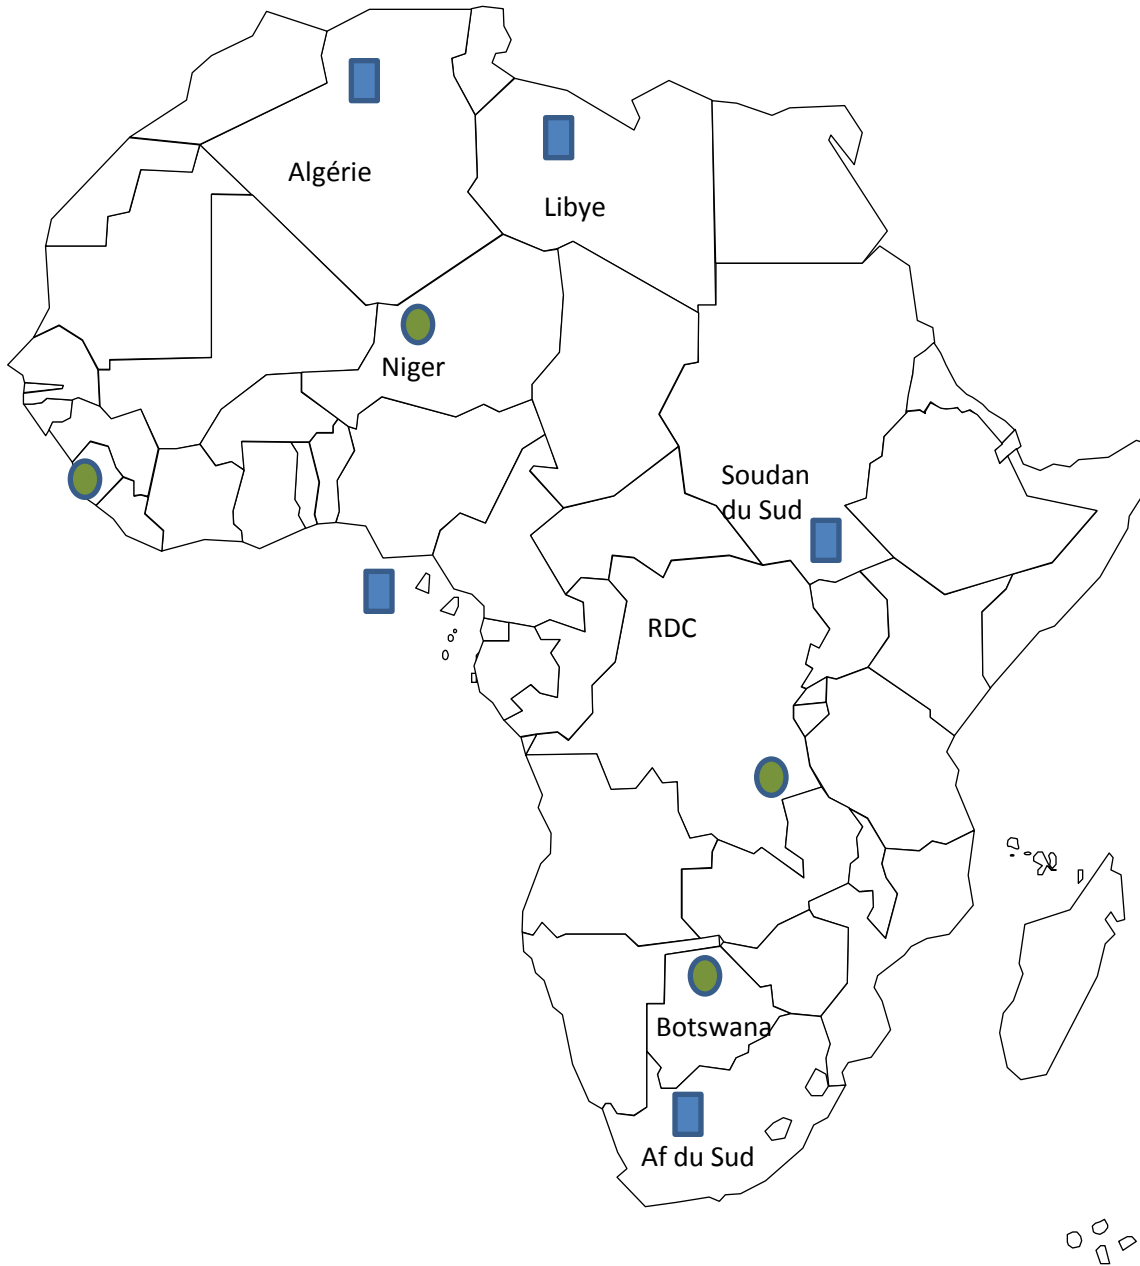 Algérie
Libye
Niger
Soudan
du Sud
RDC
Botswana
Af du Sud